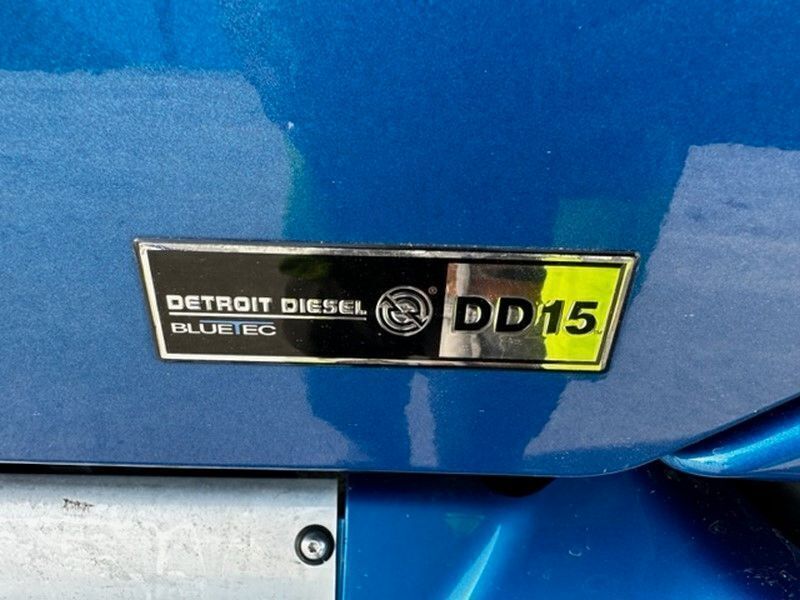 DETROIT DIESEL ® DD15
BLUETEC